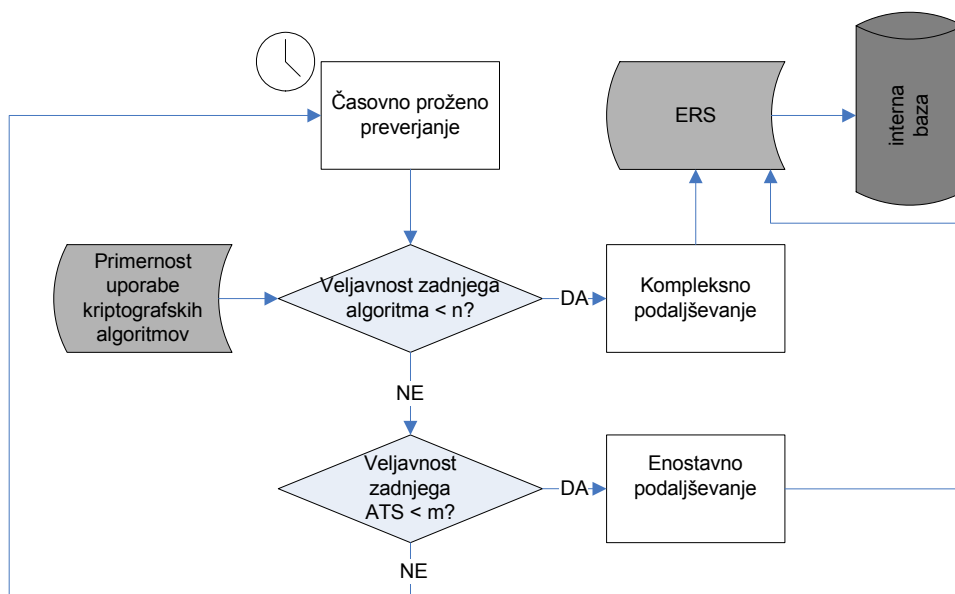 Časovno proženo
preverjanje
ERS
interna
baza
Primernost
uporabe
kriptografskih
algoritmov
Veljavnost zadnjega
algoritma < n?
DA
Kompleksno
podaljševanje
NE
Veljavnost
zadnjega
ATS < m?
DA
Enostavno
podaljševanje
NE